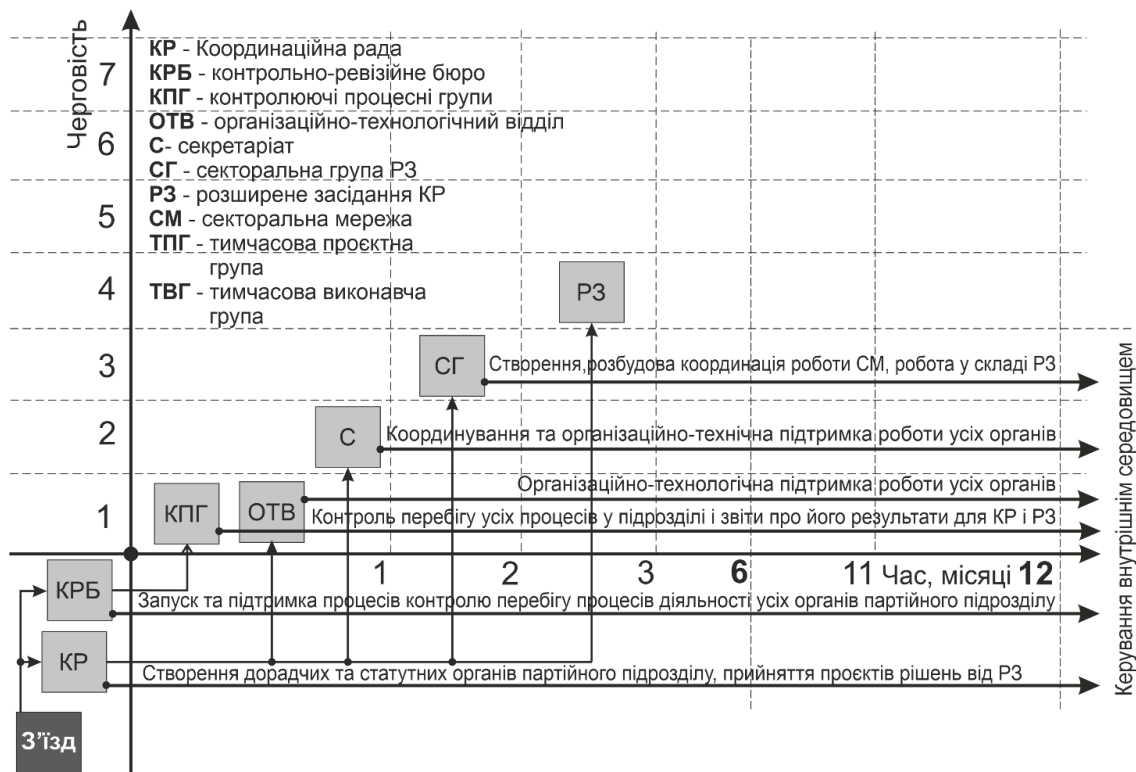 Черговість
7
6
5
4
3
2
1
КР - Координаційна рада
КРБ - контрольно-ревізійне бюро
КПГ - контролюючі процесні групи
ОТВ - організаційно-технологічний відділ
С- секретаріат
СГ - секторальна група РЗ
РЗ - розширене засідання КР
СМ - секторальна мережа
ТПГ - тимчасова проєктна
група
ТВГ - тимчасова виконавча
група
РЗ
СГ
Створення,розбудова координація роботи СМ, робота у складі РЗ
С
Координування та організаційно-технічна підтримка роботи усіх органів
Організаційно-технологічна підтримка роботи усіх органів
КПГ
ОТВ
Контроль перебігу усіх процесів у підрозділі і звіти про його результати для КР і РЗ
1 2 3 6 11 Час, місяці 12
КРБ
Запуск та підтримка процесів контролю перебігу процесів діяльності усіх органів партійного підрозділу
КР
Створення дорадчих та статутних органів партійного підрозділу, прийняття проєктів рішень від РЗ
З'їзд
Керування внутрішнім середовищем